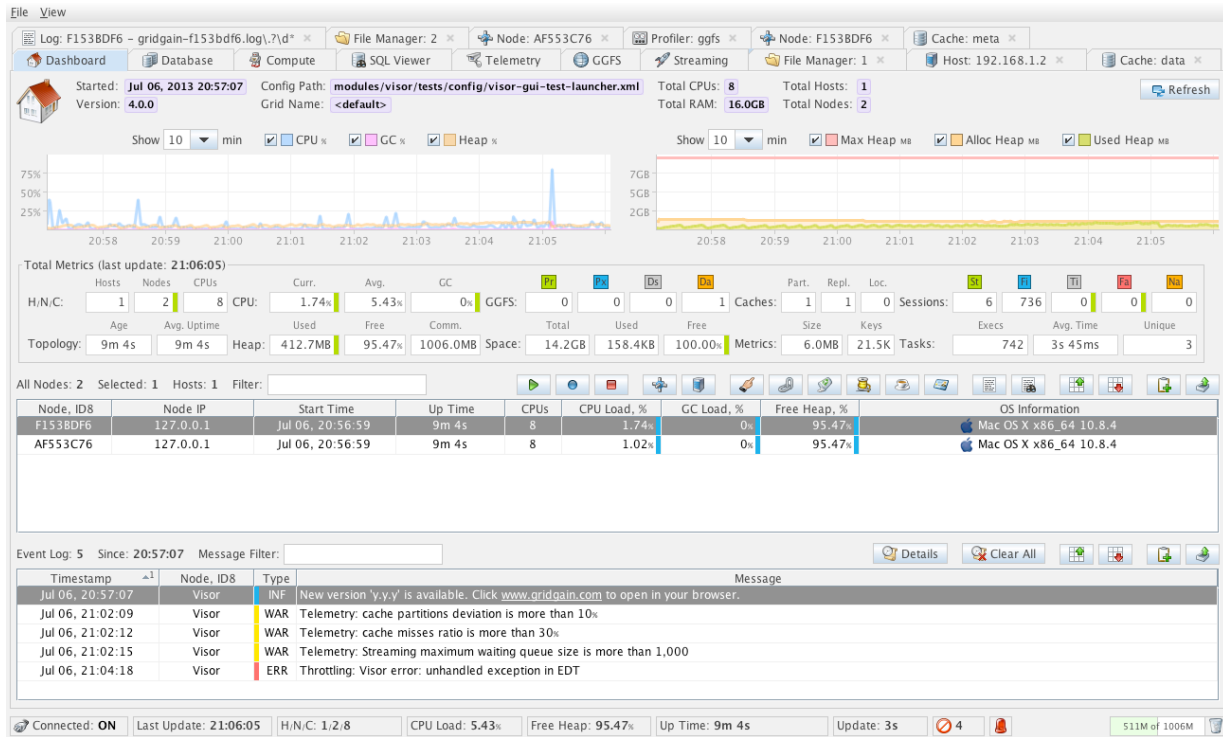 File View
Log: F153BDF6 - gridgain-f153bdf6.log\.?\d* × File Manager: 2 × Node: AF553C76 × Profiler: ggfs × Node: F153BDF6 × Cache: meta ×
Dashboard Database Compute SQL Viewer Telemetry GGFS Streaming File Manager: 1 × Host: 192.168.1.2 × Cache: data ×
Started: Jul 06, 2013 20:57:07 Config Path: modules/visor/tests/config/visor-gui-test-launcher.xml Total CPUs: 8 Total Hosts: 1 Refresh
Version: 4.0.0 Grid Name: <default> Total RAM: 16.0GB Total Nodes: 2
Show 10 min CPU % GC % Heap % Show 10 min Max Heap MB Alloc Heap MB Used Heap MB
75% 7GB
50% 5GB
25% 2GB
20:58 20:59 21:00 21:01 21:02 21:03 21:04 21:05 20:58 20:59 21:00 21:01 21:02 21:03 21:04 21:05
Total Metrics (last update: 21:06:05)
Hosts Nodes CPUs Curr. Avg. GC Pr Px Ds Da Part. Repl. Loc. St Fi Ti Fa Na
H/N/C: 1 2 8 CPU: 1.74% 5.43% 0% GGFS: 0 0 0 1 Caches: 1 1 0 Sessions: 6 736 0 0 0
Age Avg. Uptime Used Free Comm. Total Used Free Size Keys Execs Avg. Time Unique
Topology: 9m 4s 9m 4s Heap: 412.7MB 95.47% 1006.0MB Space: 14.2GB 158.4KB 100.00% Metrics: 6.0MB 21.5K Tasks: 742 3s 45ms 3
All Nodes: 2 Selected: 1 Hosts: 1 Filter:
Node, ID8 Node IP Start Time Up Time CPUs CPU Load, % GC Load, % Free Heap, % OS Information
F153BDF6 127.0.0.1 Jul 06, 20:56:59 9m 4s 8 1.74% 0% 95.47% Mac OS X x86_64 10.8.4
AF553C76 127.0.0.1 Jul 06, 20:56:59 9m 4s 8 1.02% 0% 95.47% Mac OS X x86_64 10.8.4
Event Log: 5 Since: 20:57:07 Message Filter: Details Clear All
Timestamp 1 Node, ID8 Type Message
Jul 06, 20:57:07 Visor INF New version 'y.y.y' is available. Click www.gridgain.com to open in your browser.
Jul 06, 21:02:09 Visor WAR Telemetry: cache partitions deviation is more than 10%
Jul 06, 21:02:12 Visor WAR Telemetry: cache misses ratio is more than 30%
Jul 06, 21:02:15 Visor WAR Telemetry: Streaming maximum waiting queue size is more than 1,000
Jul 06, 21:04:18 Visor ERR Throttling: Visor error: unhandled exception in EDT
Connected: ON Last Update: 21:06:05 H/N/C: 1/2/8 CPU Load: 5.43% Free Heap: 95.47% Up Time: 9m 4s Update: 3s 4 511M of 1006M